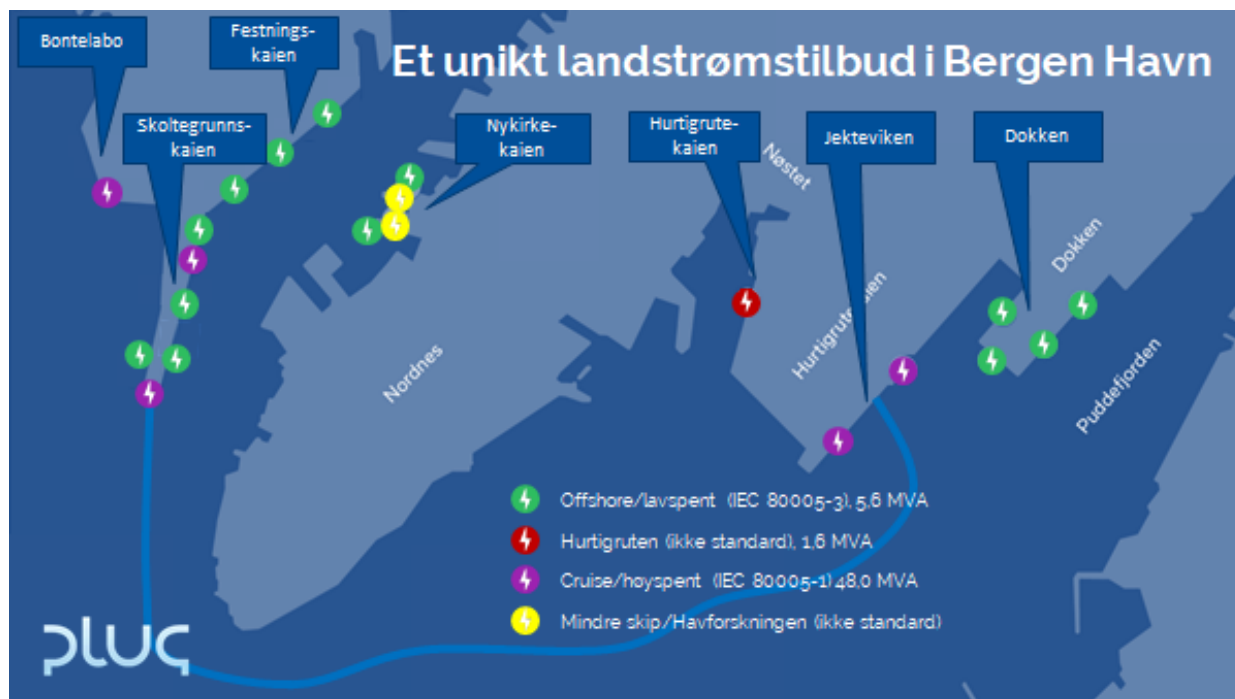 Et unikt landstrømstilbud i Bergen Havn
Bontelabo
Festnings-
kaien
Skoltegrunns-
kaien
Nykirke-
kaien
Hurtigrute-
kaien
Jekteviken
Dokken
Nøstet
Hurtigrutekaien
Dokken
Puddefjorden
Nordnes
Offshore/lavspent (IEC 80005-3), 5,6 MVA
Hurtigruten (ikke standard), 1,6 MVA
Cruise/høyspent (IEC 80005-1) 48,0 MVA
Mindre skip/Havforskningen (ikke standard)
plug